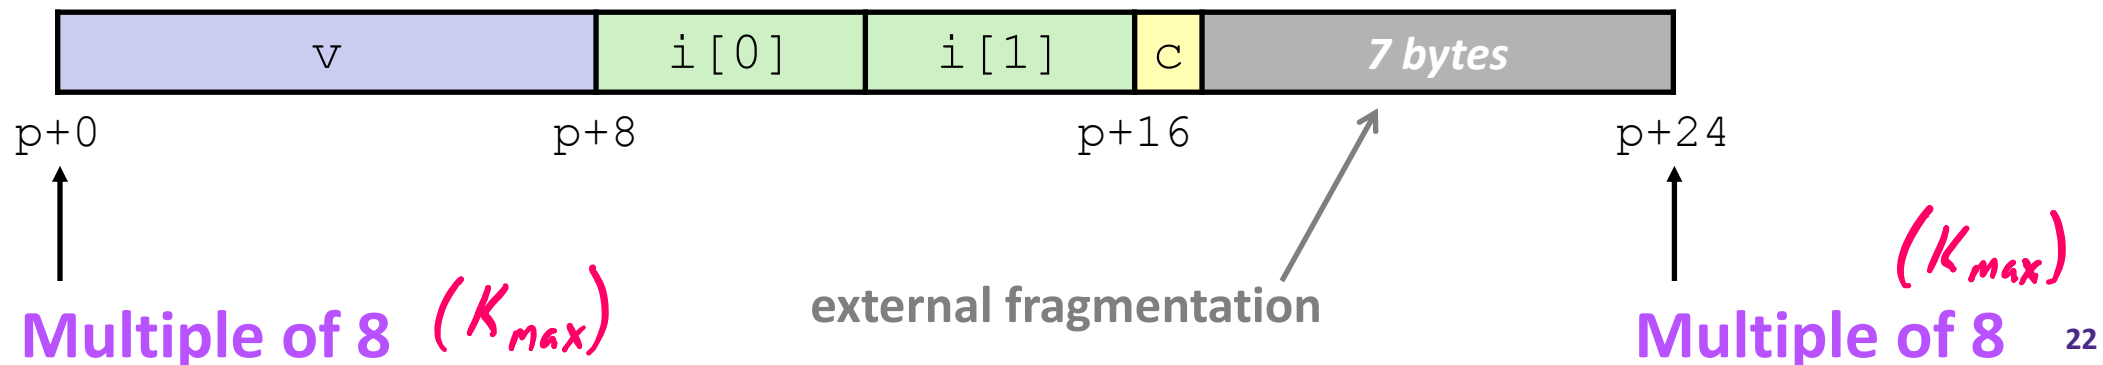 v i[0] i[1] c 7 bytes
p+0 p+8 p+16 p+24
external fragmentation
Multiple of 8 (Kmax)
(Kmax)
Multiple of 8 22